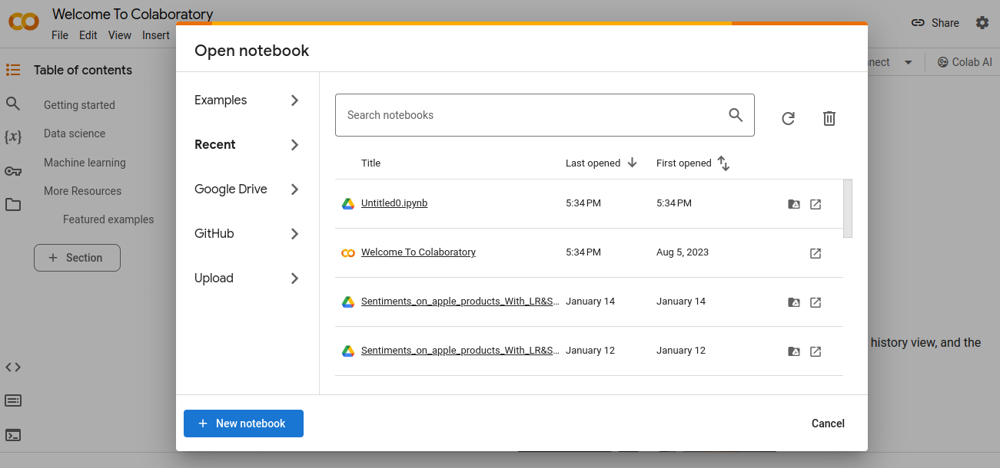 Welcome To Colaboratory
File Edit View Insert
Share
Table of contents
Getting started
Data science
Machine learning
More Resources
Featured examples
+ Section
{x}
Open notebook
Examples
Recent
Google Drive
GitHub
Upload
Search notebooks
Title Last opened First opened
Untitled0.ipynb 5:34 PM 5:34 PM
Welcome To Colaboratory 5:34 PM Aug 5, 2023
Sentiments_on_apple_products_With_LR&S... January 14 January 14
Sentiments_on_apple_products_With_LR&S... January 12 January 12
+ New notebook
Cancel
Colab AI
history view, and the